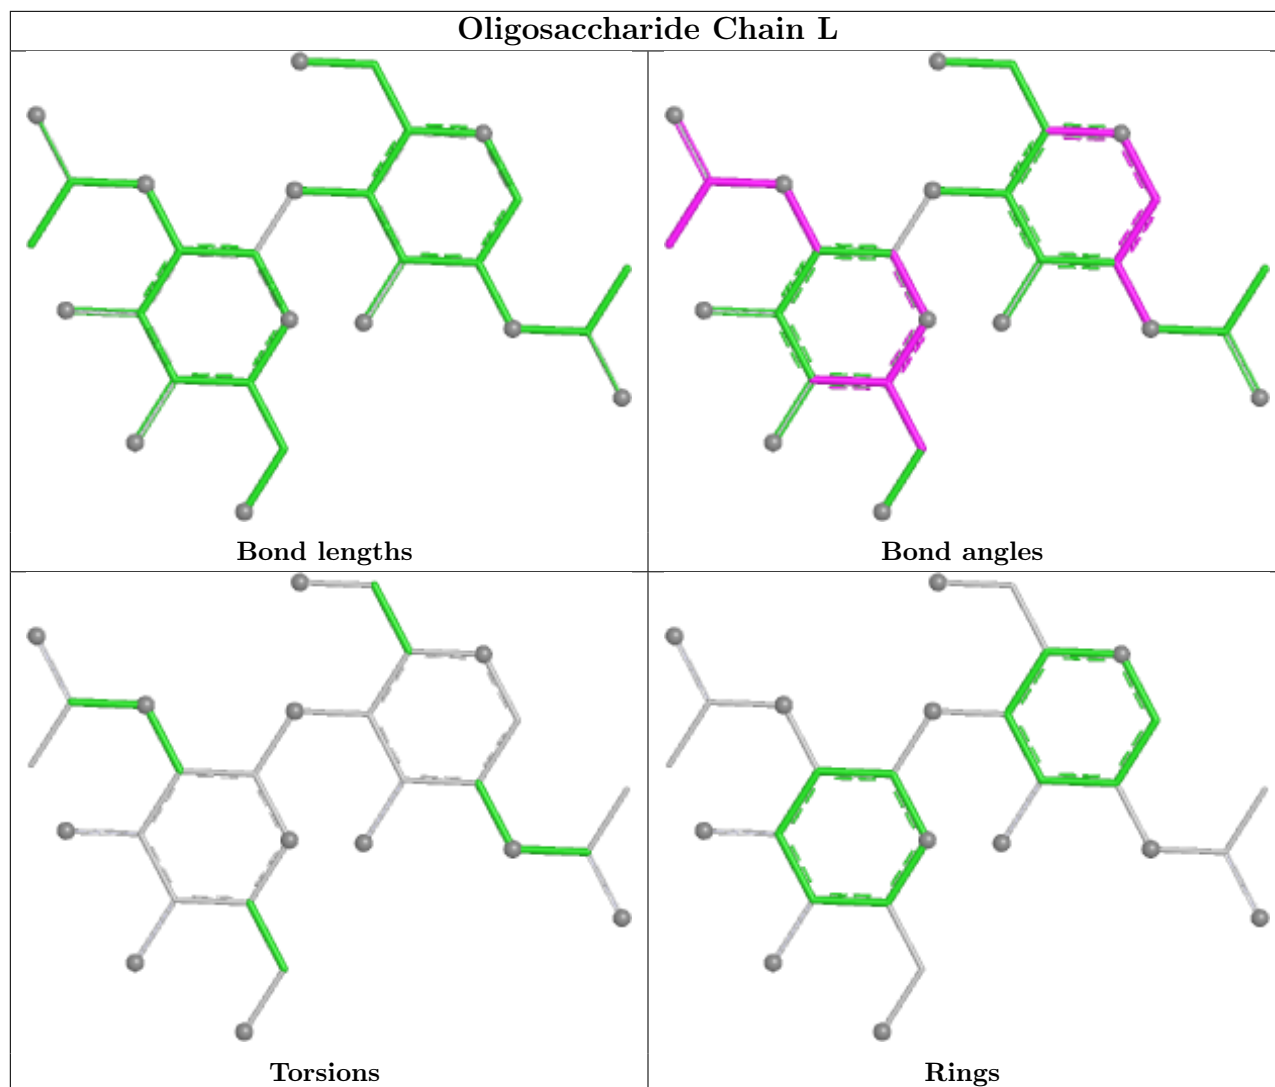 Oligosaccharide Chain L
Bond lengths
Bond angles
Torsions
Rings